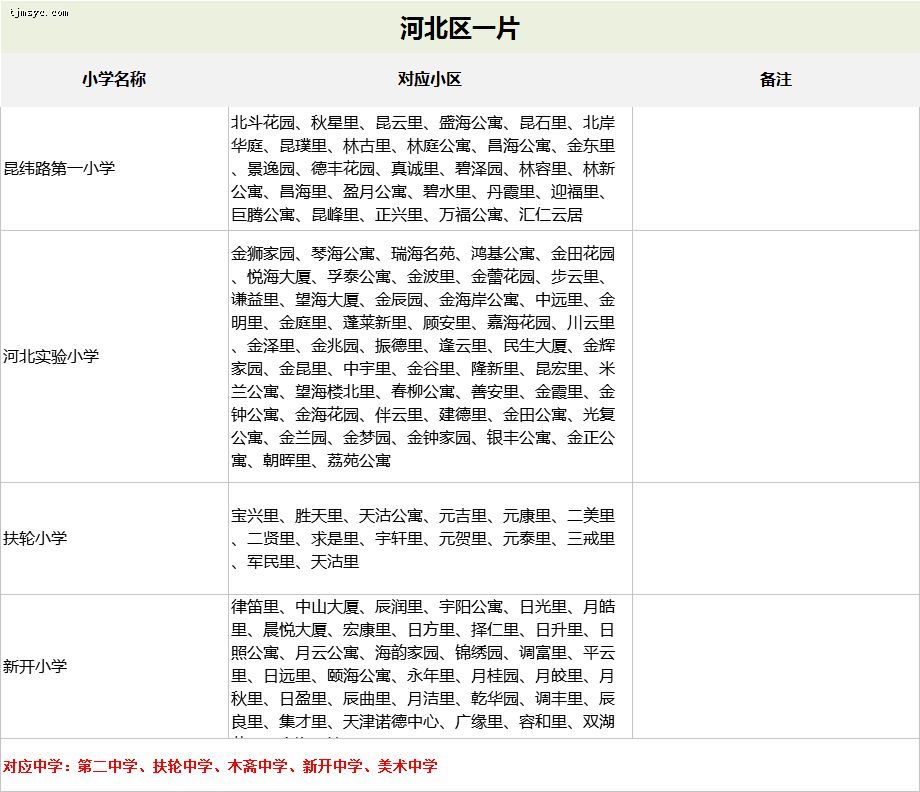 tjmsyc.com
河北区一片
小学名称 对应小区 备注
昆纬路第一小学
北斗花园、秋星里、昆云里、盛海公寓、昆石里、北岸
华庭、昆璞里、林古里、林庭公寓、昌海公寓、金东里
、景逸园、德丰花园、真诚里、碧泽园、林容里、林新
公寓、昌海里、盈月公寓、碧水里、丹霞里、迎福里、
巨腾公寓、昆峰里、正兴里、万福公寓、汇仁云居
河北实验小学
金狮家园、琴海公寓、瑞海名苑、鸿基公寓、金田花园
、悦海大厦、孚泰公寓、金波里、金蕾花园、步云里、
谦益里、望海大厦、金辰园、金海岸公寓、中远里、金
明里、金庭里、蓬莱新里、顾安里、嘉海花园、川云里
、金泽里、金兆园、振德里、逢云里、民生大厦、金辉
家园、金昆里、中宇里、金谷里、隆新里、昆宏里、米
兰公寓、望海楼北里、春柳公寓、善安里、金霞里、金
钟公寓、金海花园、伴云里、建德里、金田公寓、光复
公寓、金兰园、金梦园、金钟家园、银丰公寓、金正公
寓、朝晖里、荔苑公寓
扶轮小学
宝兴里、胜天里、天沽公寓、元吉里、元康里、二美里
、二贤里、求是里、宇轩里、元贺里、元泰里、三戒里
、军民里、天沽里
新开小学
律笛里、中山大厦、辰润里、宇阳公寓、日光里、月皓
里、晨悦大厦、宏康里、日方里、择仁里、日升里、日
照公寓、月云公寓、海韵家园、锦绣园、调富里、平云
里、日远里、颐海公寓、永年里、月桂园、月皎里、月
秋里、日盈里、辰曲里、月洁里、乾华园、调丰里、辰
良里、集才里、天津诺德中心、广缘里、容和里、双湖
对应中学：第二中学、扶轮中学、木斋中学、新开中学、美术中学